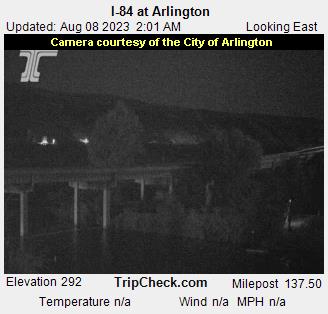 I-84 at Arlington
Updated: Aug 08 2023 2:01 AM Looking East
Camera courtesy of the City of Arlington
Elevation 292 TripCheck.com Milepost 137.50
Temperature n/a Wind n/a MPH n/a